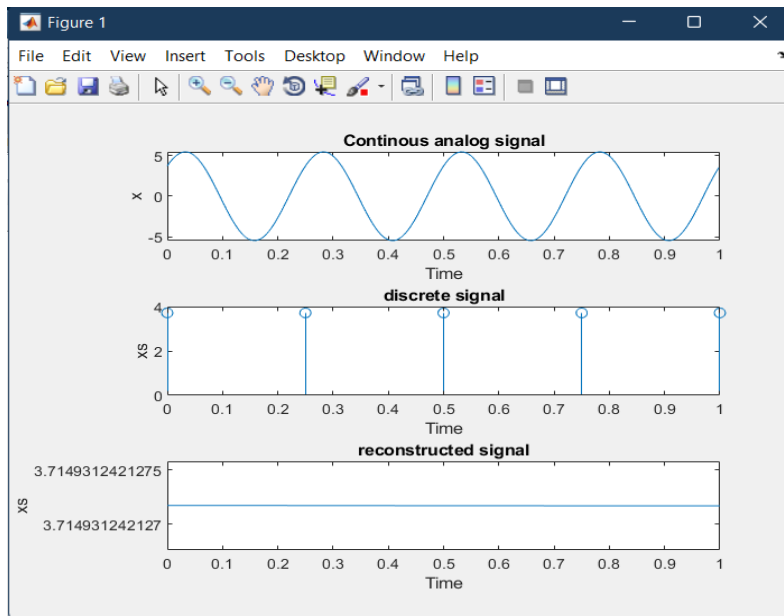 Figure 1
File Edit View Insert Tools Desktop Window Help
Continous analog signal
5
0
-5
x
0 0.1 0.2 0.3 0.4 0.5 0.6 0.7 0.8 0.9 1
Time
discrete signal
4
2
0
xs
0 0.1 0.2 0.3 0.4 0.5 0.6 0.7 0.8 0.9 1
Time
reconstructed signal
3.7149312421275
3.714931242127
xs
0 0.1 0.2 0.3 0.4 0.5 0.6 0.7 0.8 0.9 1
Time